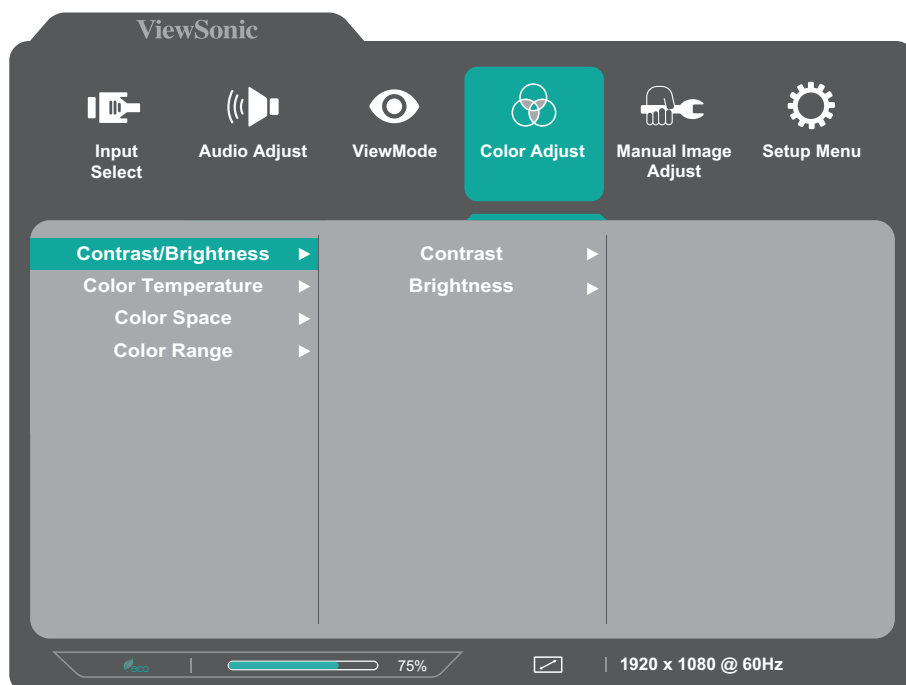 ViewSonic
Input
Select
Audio Adjust
ViewMode
Color Adjust
Manual Image
Adjust
Setup Menu
Contrast/Brightness
Color Temperature
Color Space
Color Range
Contrast
Brightness
eco
75%
1920 x 1080 @ 60Hz